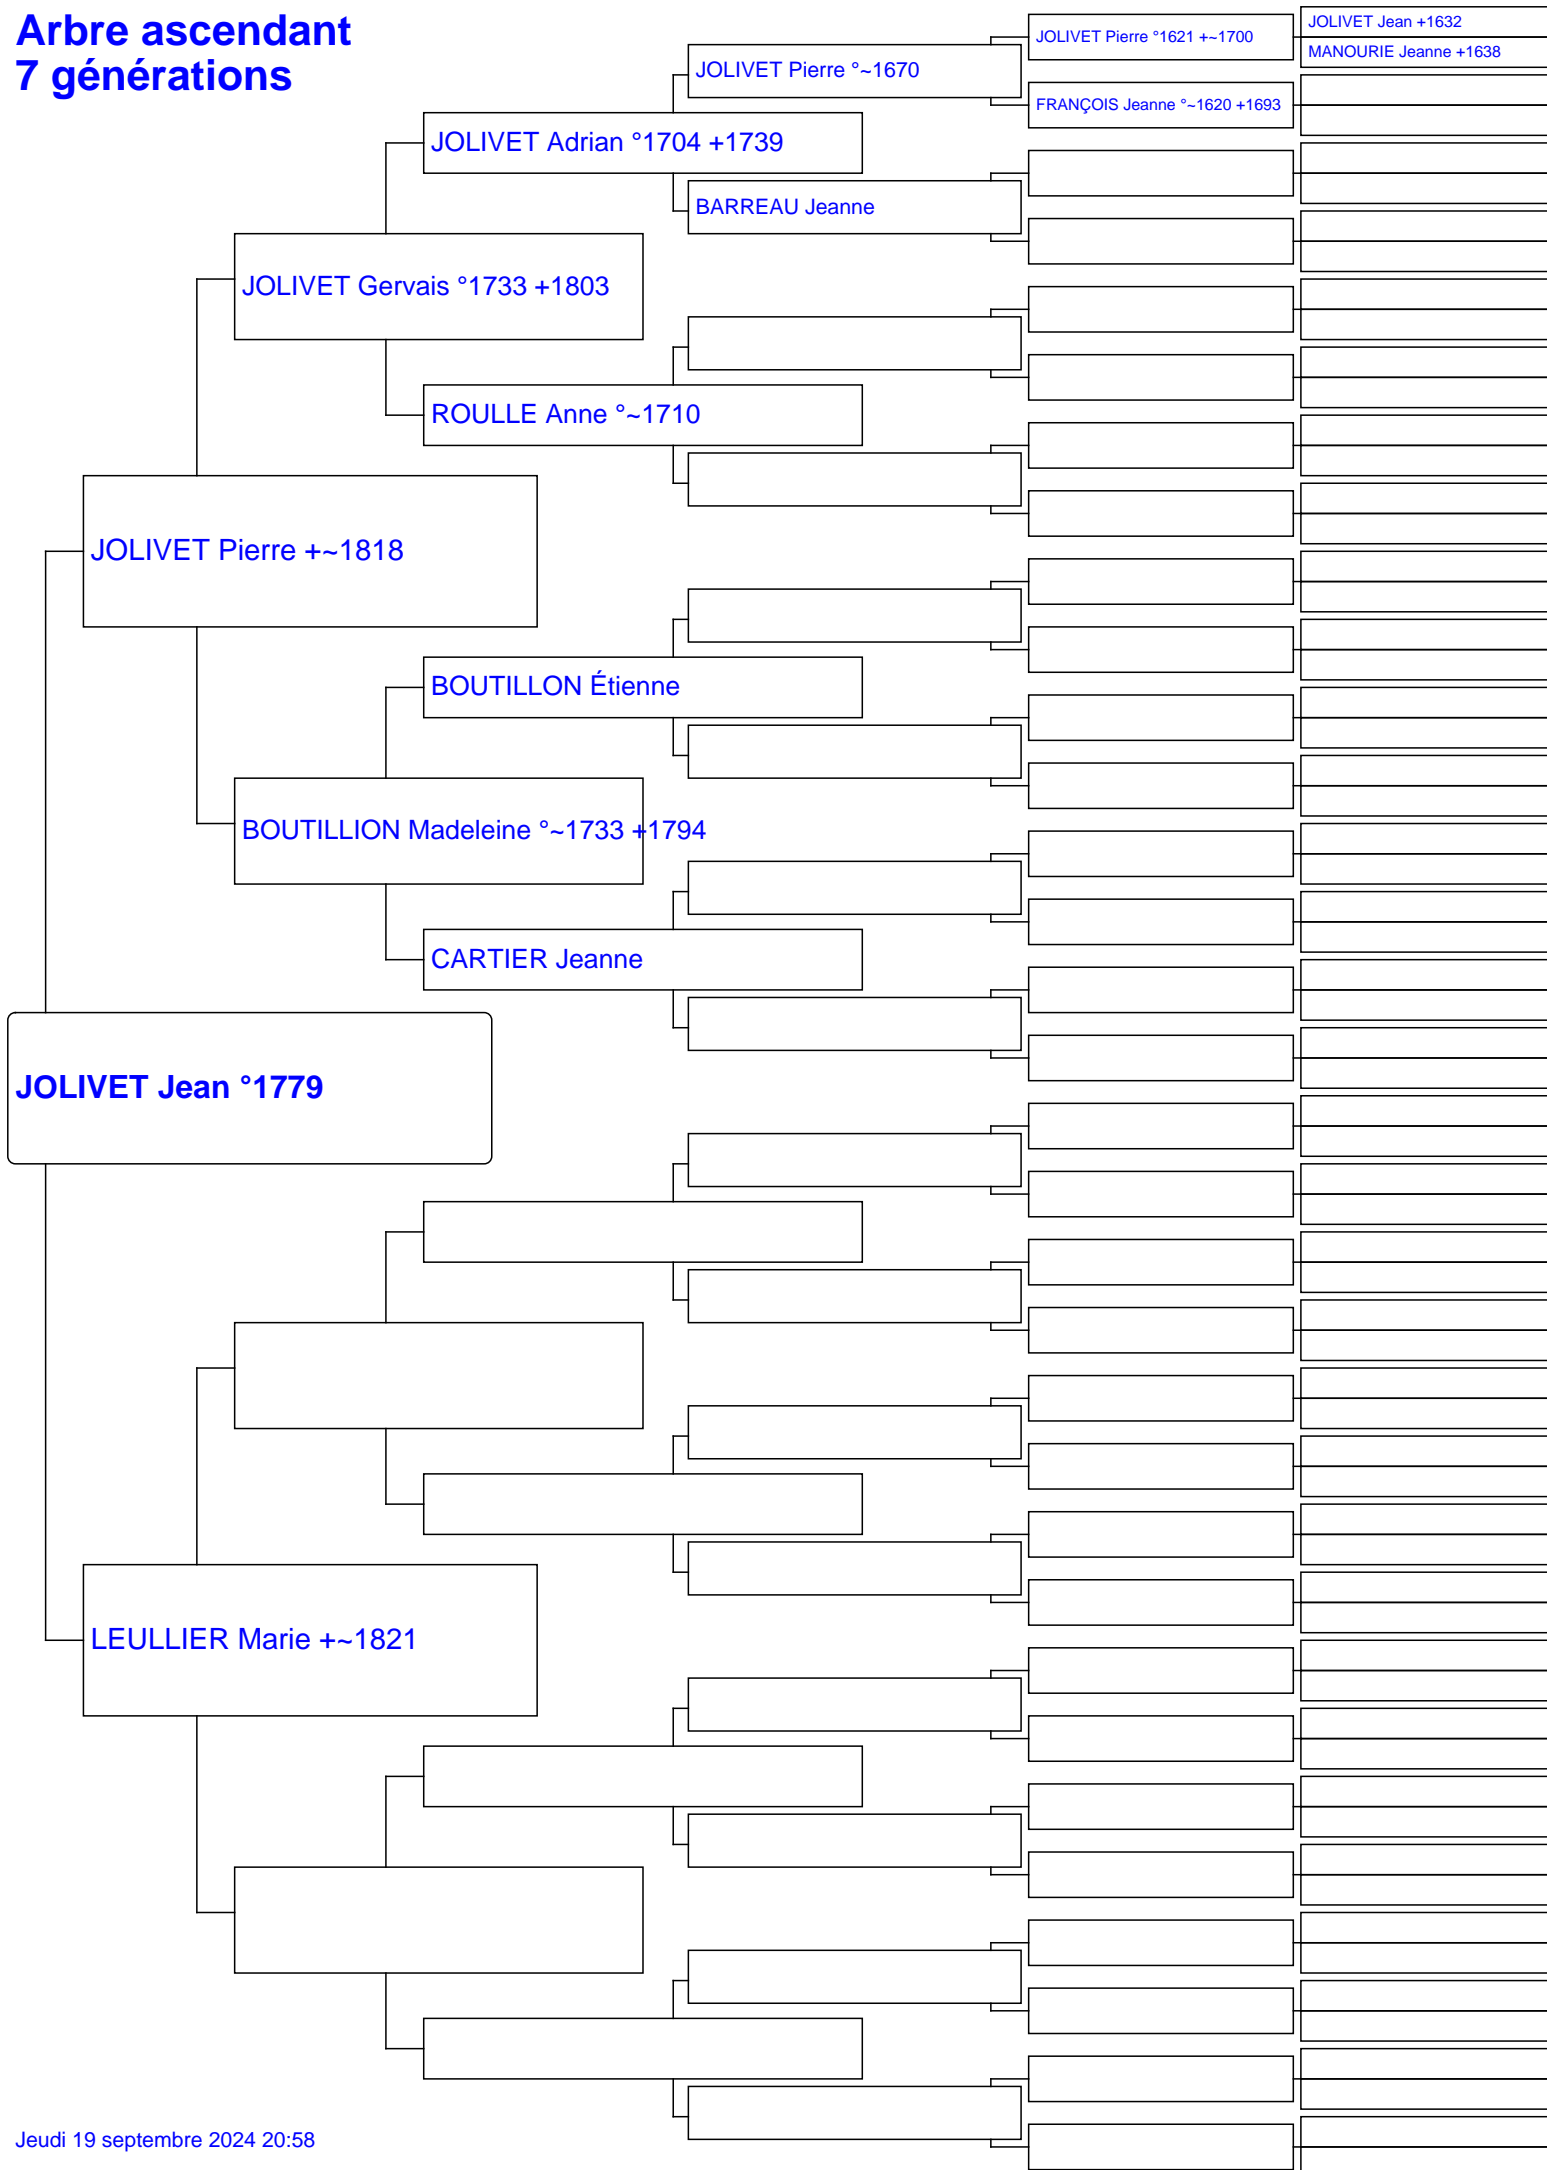 Arbre ascendant
7 générations
JOLIVET Jean +1632
JOLIVET Pierre °1621 +~1700
MANOURIE Jeanne +1638
JOLIVET Pierre °~1670
FRANÇOIS Jeanne °~1620 +1693
JOLIVET Adrian °1704 +1739
BARREAU Jeanne
JOLIVET Gervais °1733 +1803
ROULLE Anne °~1710
JOLIVET Pierre +~1818
BOUTILLON Étienne
BOUTILLION Madeleine °~1733 +1794
CARTIER Jeanne
JOLIVET Jean °1779
LEULLIER Marie +~1821
Jeudi 19 septembre 2024 20:58